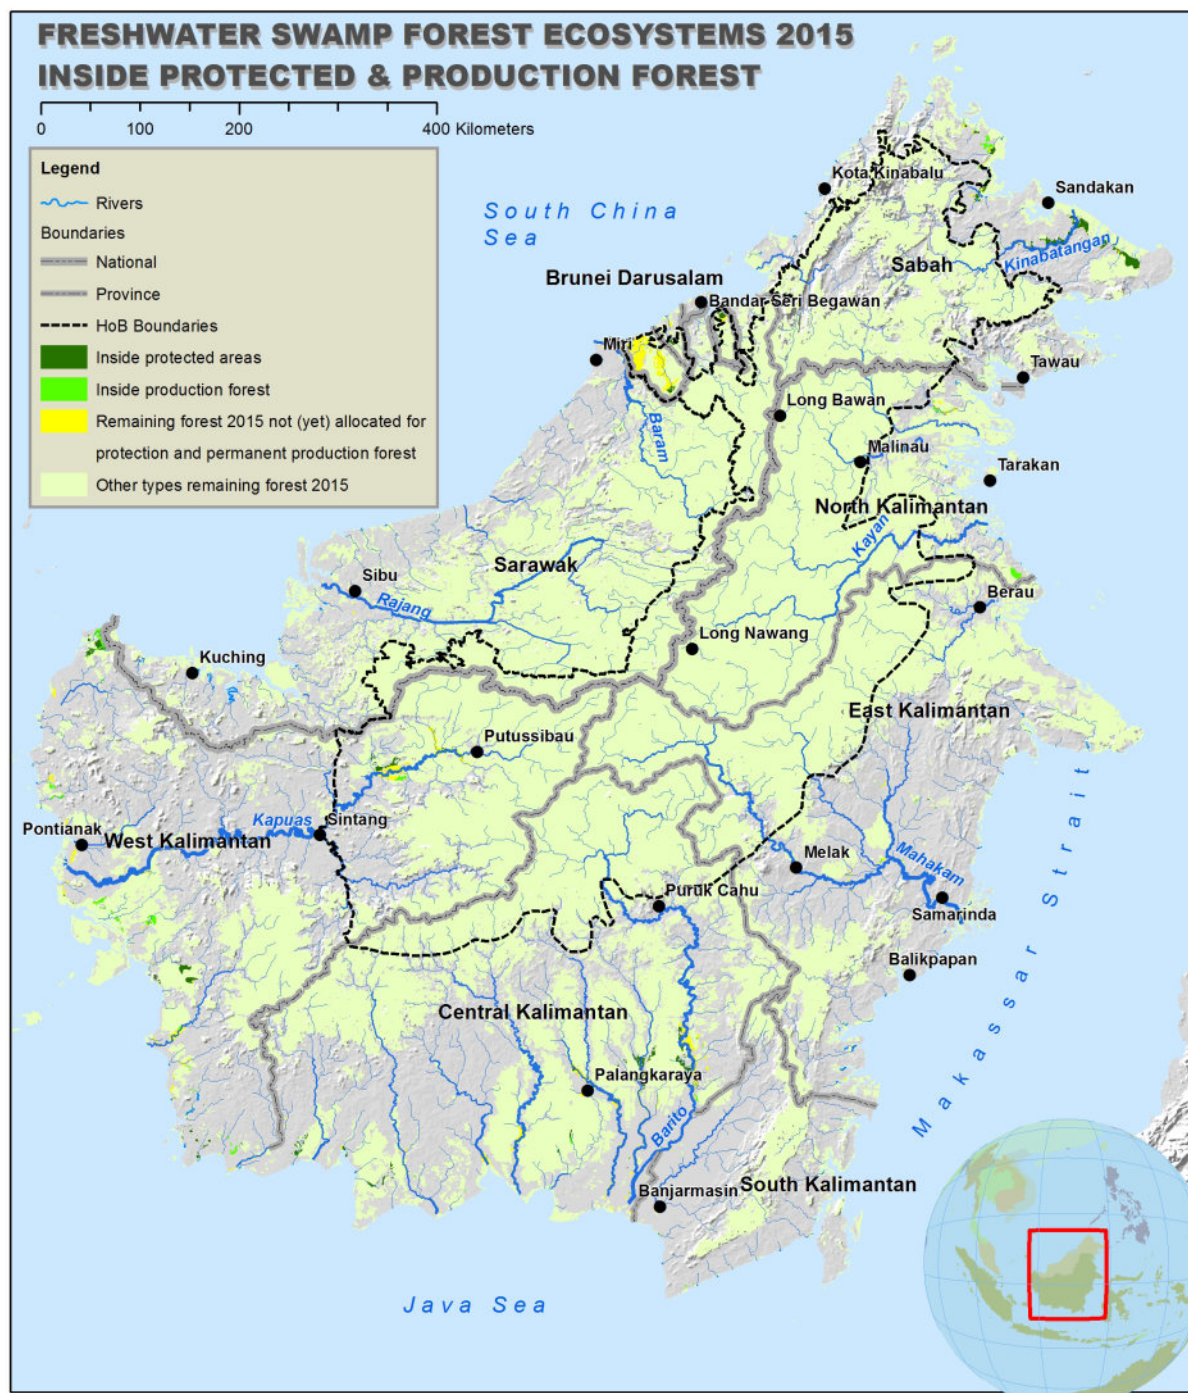 FRESHWATER SWAMP FOREST ECOSYSTEMS 2015
INSIDE PROTECTED & PRODUCTION FOREST
0 100 200 400 Kilometers
Legend
Rivers
Boundaries
National
Province
HoB Boundaries
Inside protected areas
Inside production forest
Remaining forest 2015 not (yet) allocated for
protection and permanent production forest
Other types remaining forest 2015
South China
Sea
Kota Kinabalu
Sandakan
Kinabatangan
Sabah
Brunei Darusalam
Bandar Seri Begawan
Miri
Tawau
Long Bawan
Baram
Malinau
Tarakan
North Kalimantan
Kayan
Sarawak
Sibu
Rajang
Berau
Long Nawang
Kuching
East Kalimantan
Putussibau
Kapuas
Sintang
Pontianak
West Kalimantan
Melak
Mahakam
Puruk Cahu
Samarinda
Balikpapan
Makassar Strait
Central Kalimantan
Palangkaraya
Barito
Banjarmasin
South Kalimantan
Java Sea